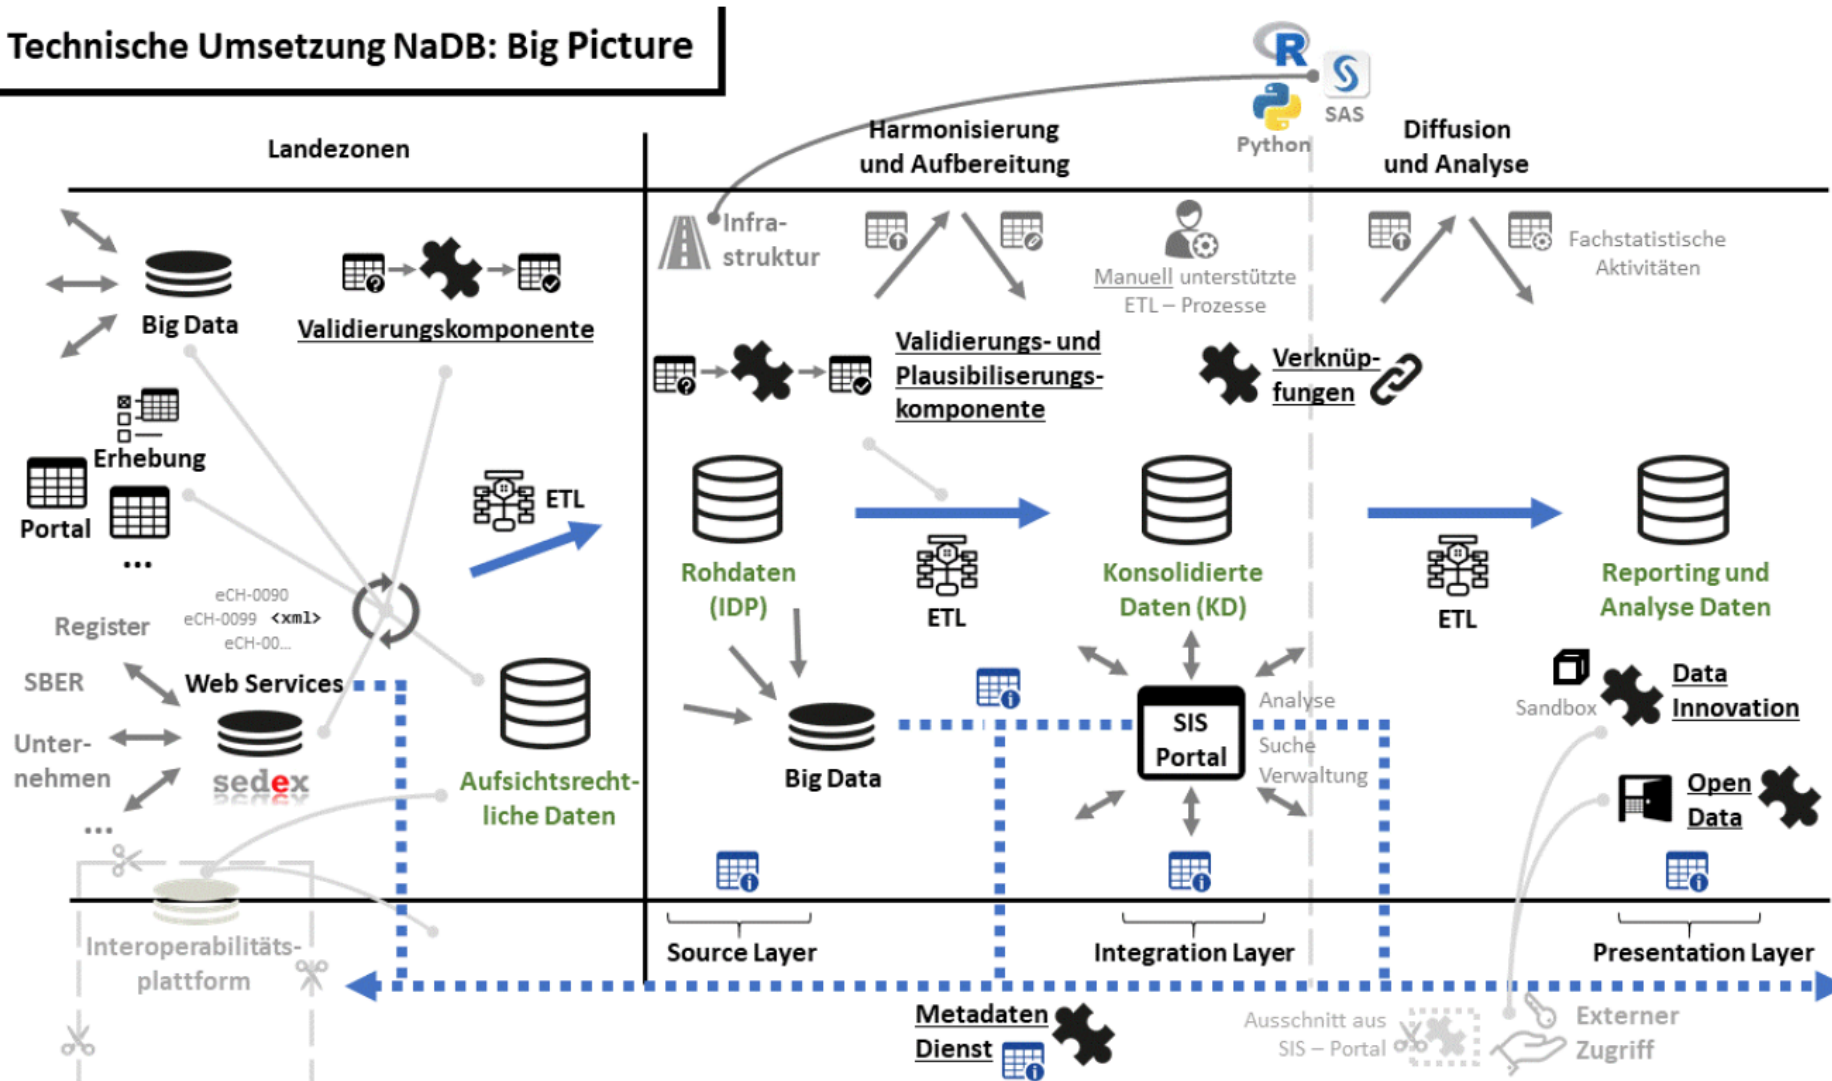 Technische Umsetzung NaDB: Big Picture
R
SAS
Python
Landezonen
Harmonisierung
und Aufbereitung
Diffusion
und Analyse
Big Data
Validierungskomponente
Infra-
struktur
Manuell unterstützte
ETL – Prozesse
Fachstatistische
Aktivitäten
Validierungs- und
Plausibiliserungs-
komponente
Verknüp-
fungen
Erhebung
Portal
...
ETL
Rohdaten
(IDP)
ETL
Konsolidierte
Daten (KD)
ETL
Reporting und
Analyse Daten
eCH-0090
eCH-0099 <xml>
eCH-00...
Register
SBER
Unter-
nehmen
...
Web Services
sedex
Aufsichtsrecht-
liche Daten
Big Data
SIS
Portal
Analyse
Suche
Verwaltung
Sandbox
Data
Innovation
Open
Data
Interoperabilitäts-
plattform
Source Layer
Integration Layer
Presentation Layer
Metadaten
Dienst
Ausschnitt aus
SIS – Portal
Externer
Zugriff